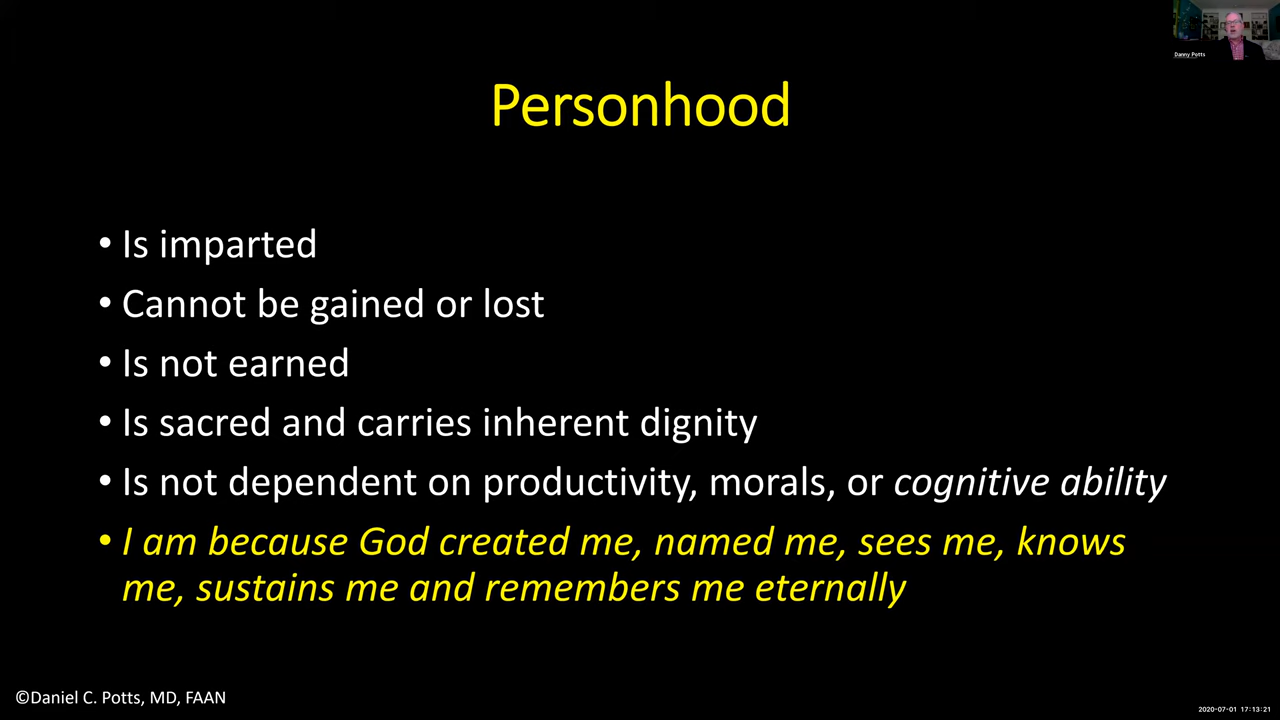 Danny Potts
Personhood
• Is imparted
• Cannot be gained or lost
• Is not earned
• Is sacred and carries inherent dignity
• Is not dependent on productivity, morals, or cognitive ability
• I am because God created me, named me, sees me, knows
me, sustains me and remembers me eternally
©Daniel C. Potts, MD, FAAN
2020-07-01 17:13:21